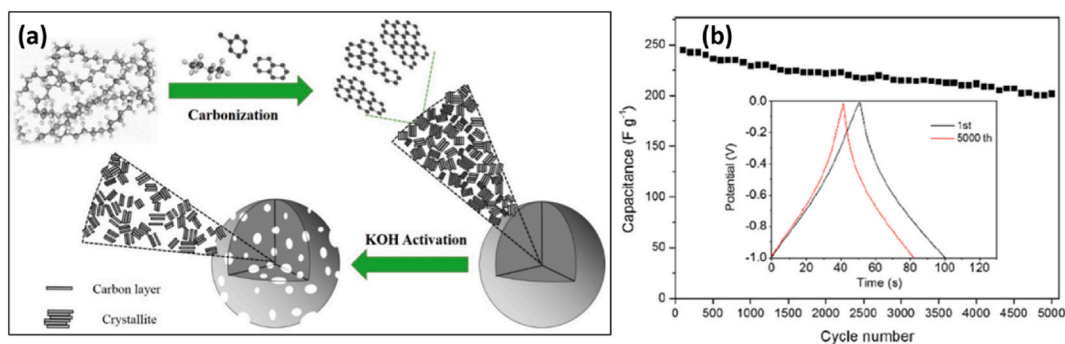 (a)
Carbonization
KOH Activation
Carbon layer
Crystallite
(b)
Capacitance (F g⁻¹)
250
200
150
100
50
0
0 500 1000 1500 2000 2500 3000 3500 4000 4500 5000
Cycle number
Potential (V)
0.0
-0.2
-0.4
-0.6
-0.8
-1.0
1st
5000 th
0 20 40 60 80 100 120
Time (s)